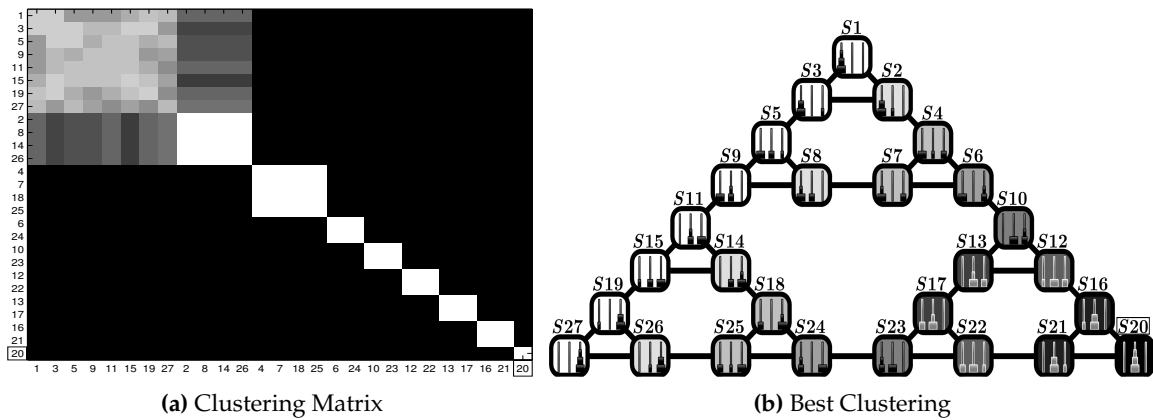 1
3
5
9
11
15
19
27
2
8
14
26
4
7
18
25
6
24
10
23
12
22
13
17
16
21
20
1 3 5 9 11 15 19 27 2 8 14 26 4 7 18 25 6 24 10 23 12 22 13 17 16 21 20
(a) Clustering Matrix
S1
S3 S2
S5 S4
S9 S8 S7 S6
S11 S10
S15 S14 S13 S12
S19 S18 S17 S16
S27 S26 S25 S24 S23 S22 S21 S20
(b) Best Clustering